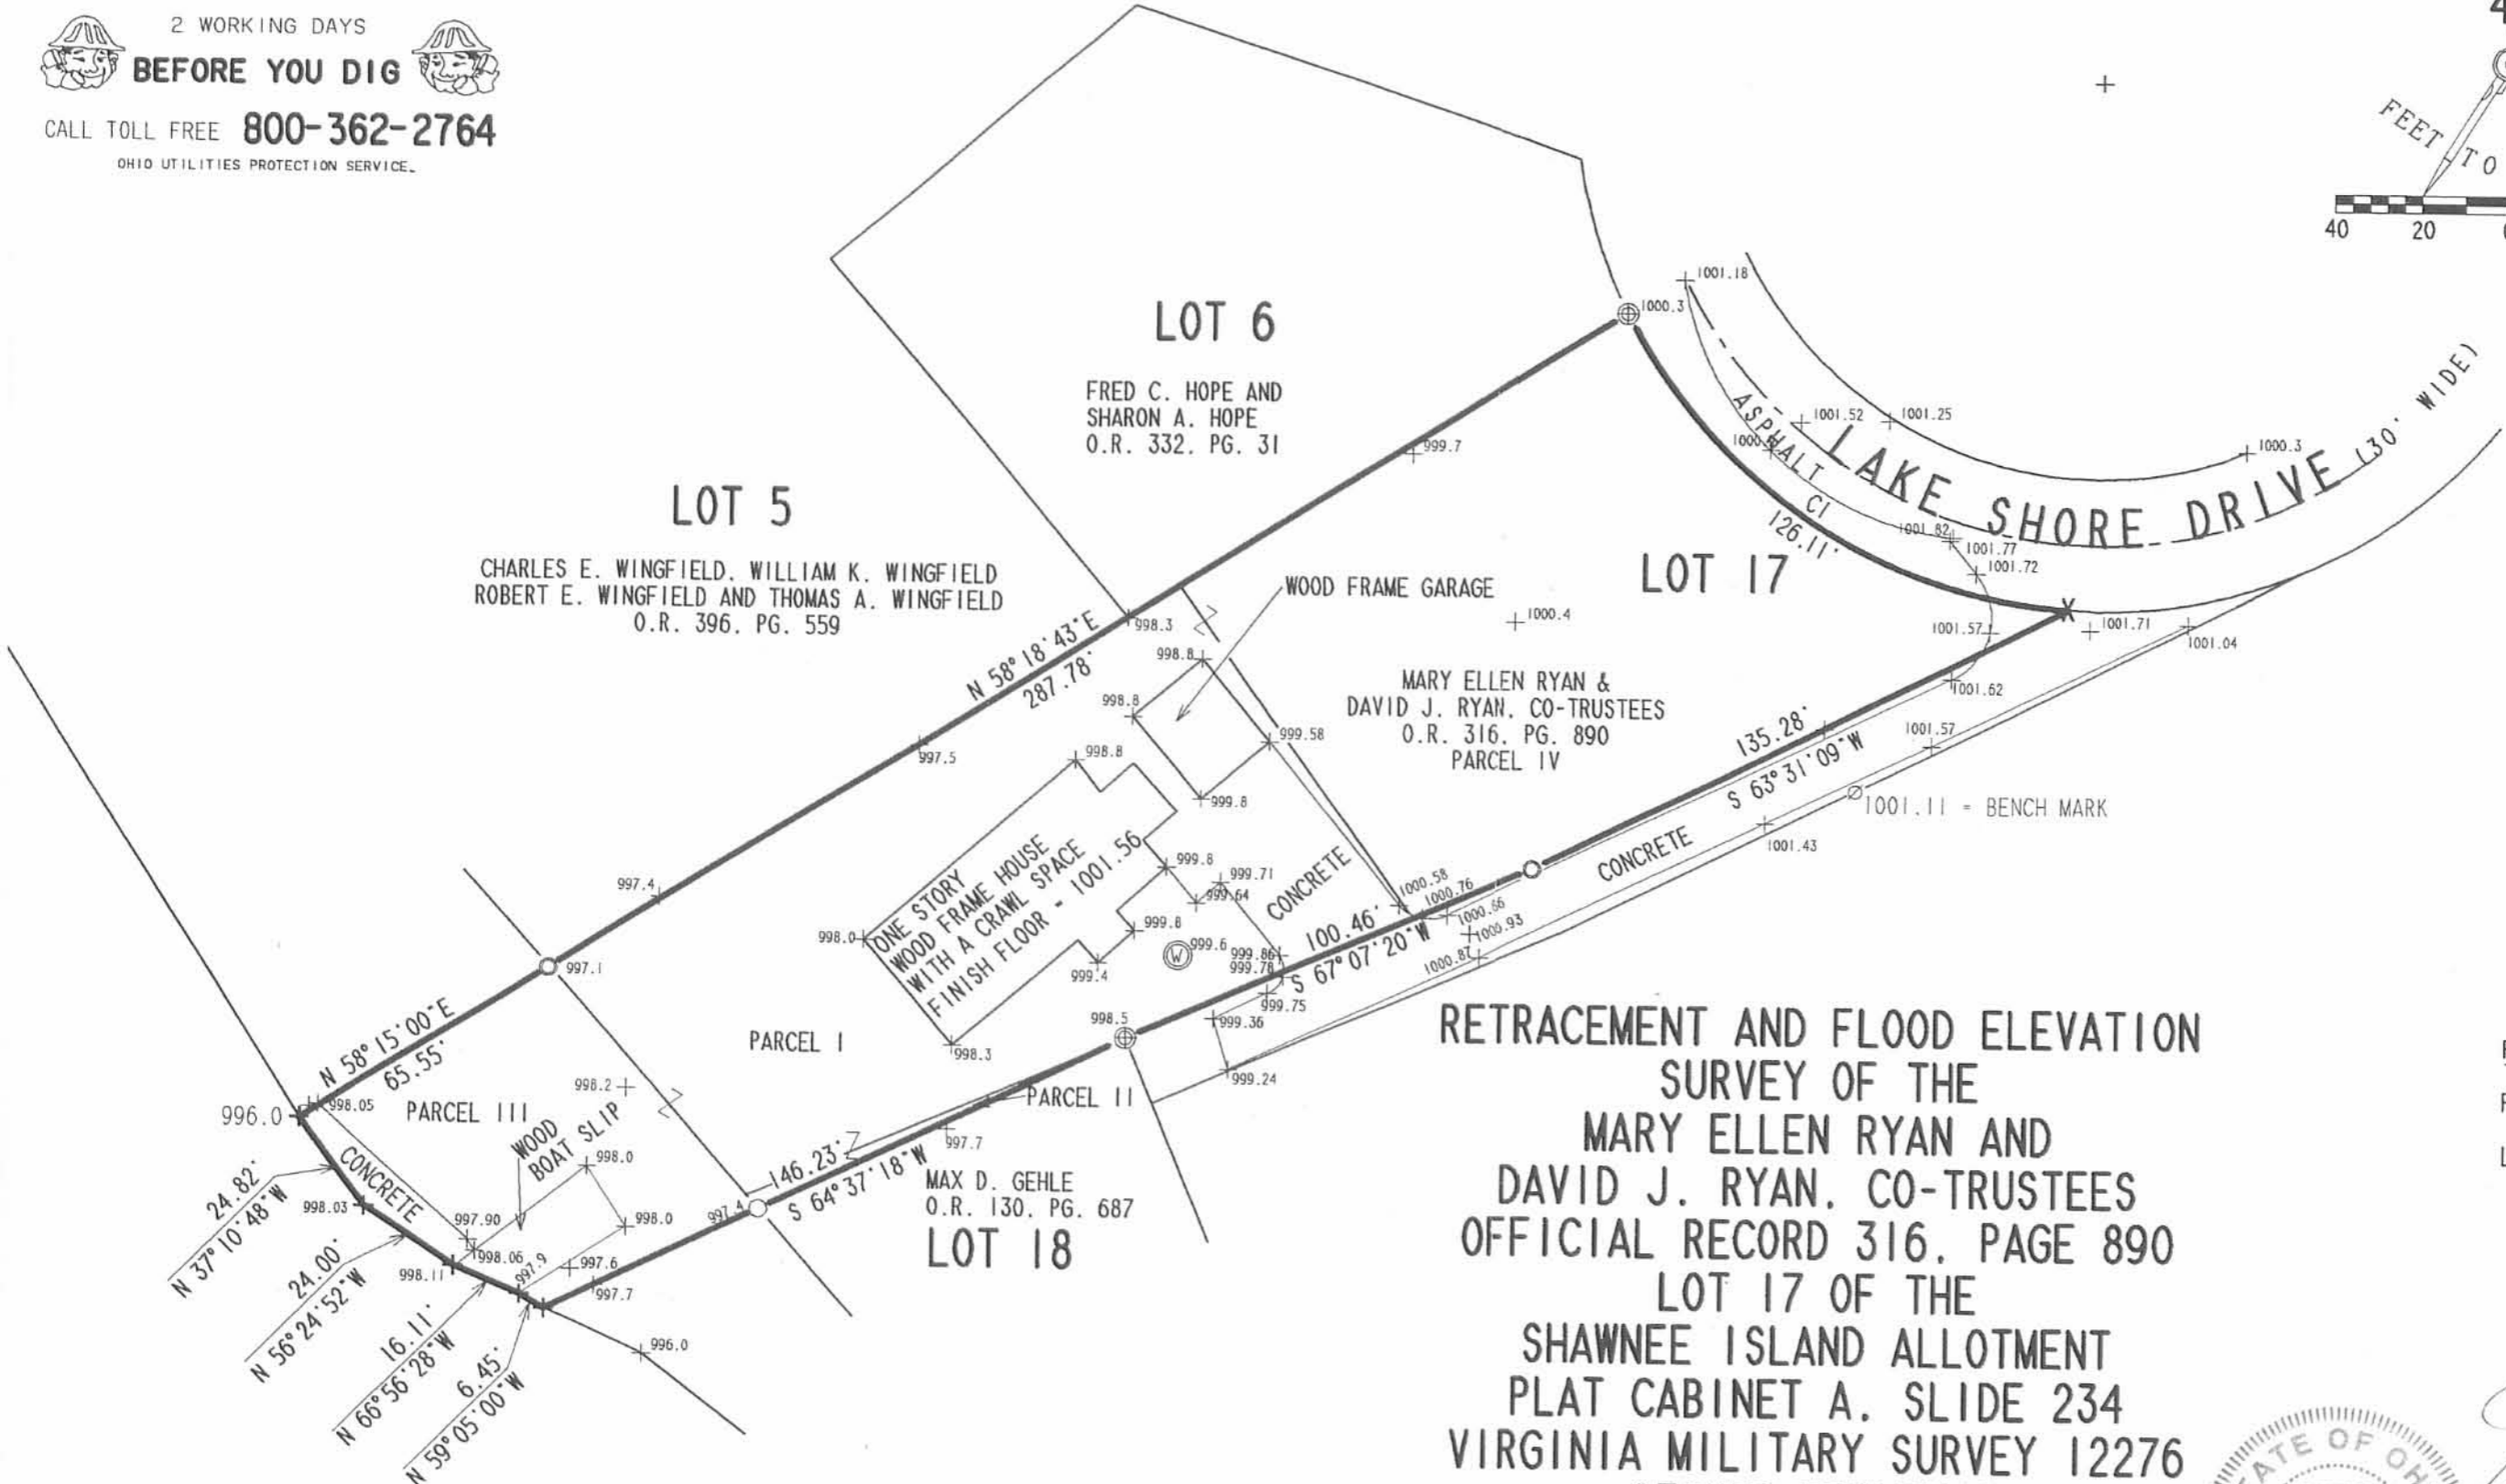 2 WORKING DAYS
BEFORE YOU DIG
CALL TOLL FREE 800-362-2764
OHIO UTILITIES PROTECTION SERVICE.
FEET TO
40 20
LOT 6
FRED C. HOPE AND
SHARON A. HOPE
O.R. 332. PG. 31
LOT 5
CHARLES E. WINGFIELD. WILLIAM K. WINGFIELD
ROBERT E. WINGFIELD AND THOMAS A. WINGFIELD
O.R. 396. PG. 559
1001.18
1000.3
1001.52
1001.25
1000.3
999.7
ASPHALT
LAKE SHORE DRIVE (30' WIDE)
C1
126.11'
1001.82
1001.77
1001.72
LOT 17
WOOD FRAME GARAGE
1000.4
1001.57
1001.71
1001.04
1001.62
N 58°18'43"E
287.78'
998.3
998.8
998.8
999.58
999.8
998.8
997.5
MARY ELLEN RYAN &
DAVID J. RYAN. CO-TRUSTEES
O.R. 316. PG. 890
PARCEL IV
135.28'
S 63°31'09"W
1001.57
1001.11 = BENCH MARK
1001.43
CONCRETE
997.4
998.0
ONE STORY
WOOD FRAME HOUSE
WITH A CRAWL SPACE
FINISH FLOOR - 1001.56
999.8
999.71
999.64
999.8
999.4
W
999.6
CONCRETE
999.86
999.78
999.75
999.36
999.24
1000.58
1000.76
1000.66
1000.93
1000.87
100.46'
S 67°07'20"W
998.5
998.3
997.1
N 58°15'00"E
65.55'
PARCEL I
PARCEL II
998.2
996.0
998.05
PARCEL III
WOOD
BOAT SLIP
CONCRETE
998.0
998.0
998.03
997.90
998.06
998.11
997.9
997.6
997.7
997.4
146.23'
S 64°37'18"W
997.7
MAX D. GEHLE
O.R. 130. PG. 687
LOT 18
996.0
24.82'
N 37°10'48"W
24.00'
N 56°24'52"W
16.11'
N 66°56'28"W
6.45'
N 59°05'00"W
RETRACEMENT AND FLOOD ELEVATION
SURVEY OF THE
MARY ELLEN RYAN AND
DAVID J. RYAN. CO-TRUSTEES
OFFICIAL RECORD 316. PAGE 890
LOT 17 OF THE
SHAWNEE ISLAND ALLOTMENT
PLAT CABINET A. SLIDE 234
VIRGINIA MILITARY SURVEY 12276